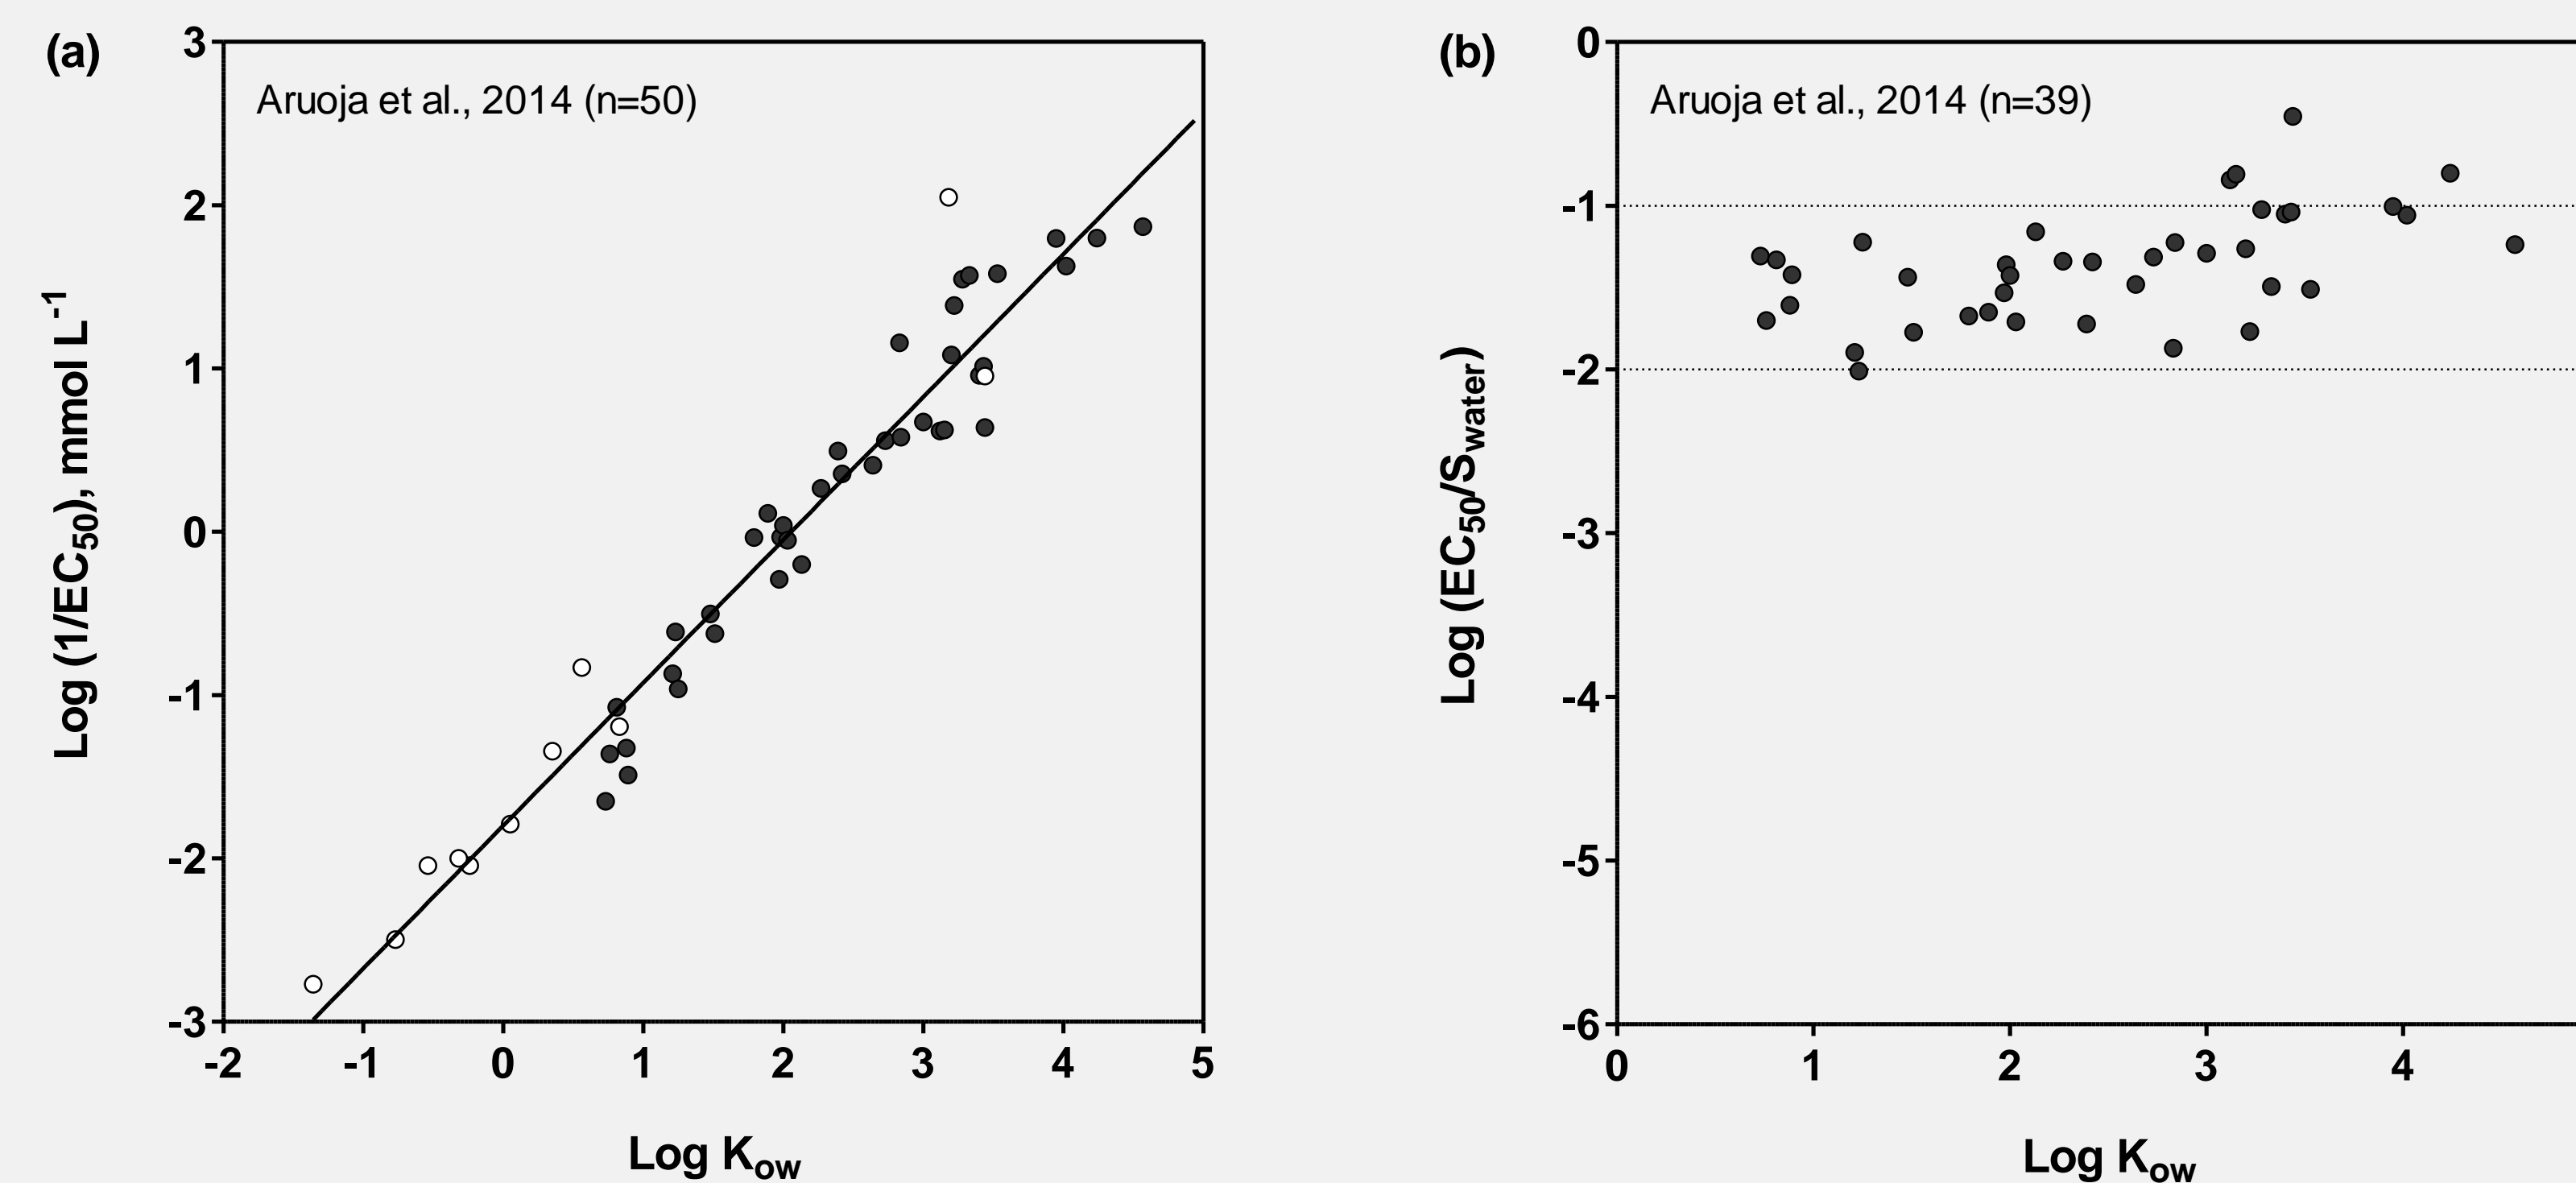 (a)
Aruoja et al., 2014 (n=50)
3
2
1
0
-1
-2
-3
Log (1/EC50), mmol L-1
-2 -1 0 1 2 3 4 5
Log Kow
(b)
Aruoja et al., 2014 (n=39)
0
-1
-2
-3
-4
-5
-6
Log (EC50/Swater)
0 1 2 3 4
Log Kow